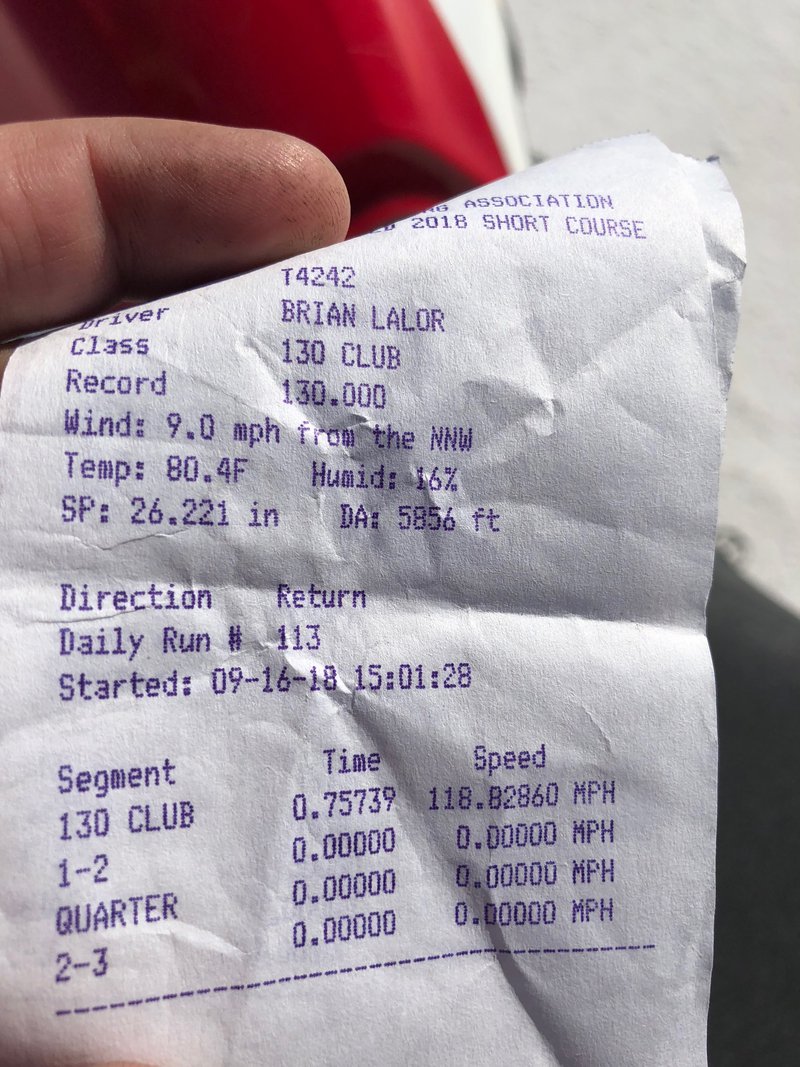 ASSOCIATION
2018 SHORT COURSE
T4242
Driver BRIAN LALOR
Class 130 CLUB
Record 130.000
Wind: 9.0 mph from the NNW
Temp: 80.4F Humid: 16%
SP: 26.221 in DA: 5856 ft
Direction Return
Daily Run # 113
Started: 09-16-18 15:01:28
Segment Time Speed
130 CLUB 0.75739 118.82860 MPH
1-2 0.00000 0.00000 MPH
QUARTER 0.00000 0.00000 MPH
2-3 0.00000 0.00000 MPH